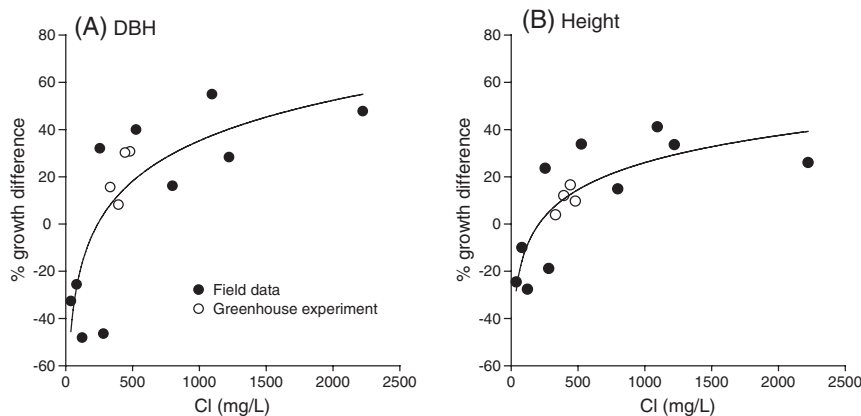 (A) DBH
80
60
40
20
0
-20
-40
-60
% growth difference
Field data
Greenhouse experiment
0 500 1000 1500 2000 2500
Cl (mg/L)
(B) Height
80
60
40
20
0
-20
-40
-60
% growth difference
0 500 1000 1500 2000 2500
Cl (mg/L)